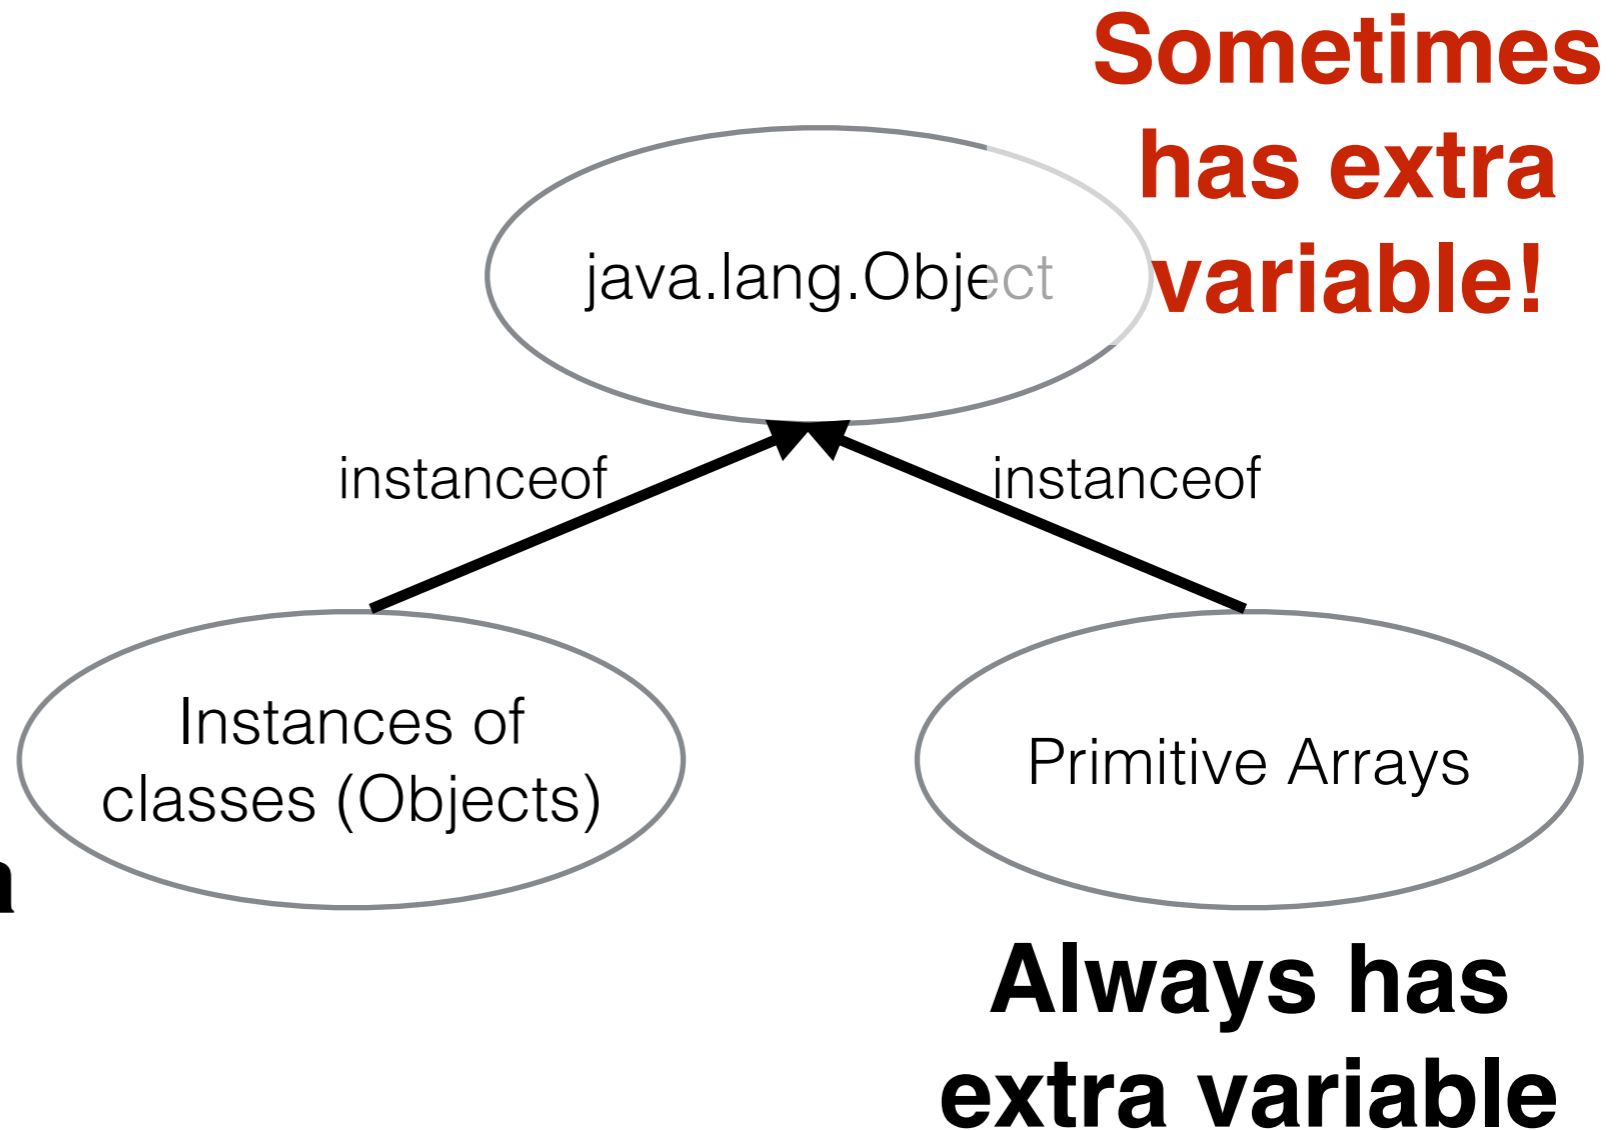 Sometimes
has extra
variable!
java.lang.Object
instanceof
instanceof
Instances of
classes (Objects)
Primitive Arrays
Always has
extra variable